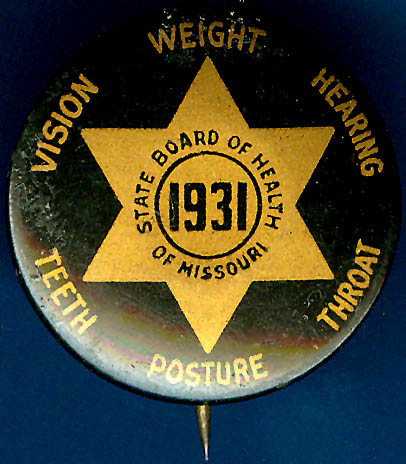 WEIGHT
HEARING
THROAT
POSTURE
TEETH
VISION
STATE BOARD OF HEALTH
OF MISSOURI
1931